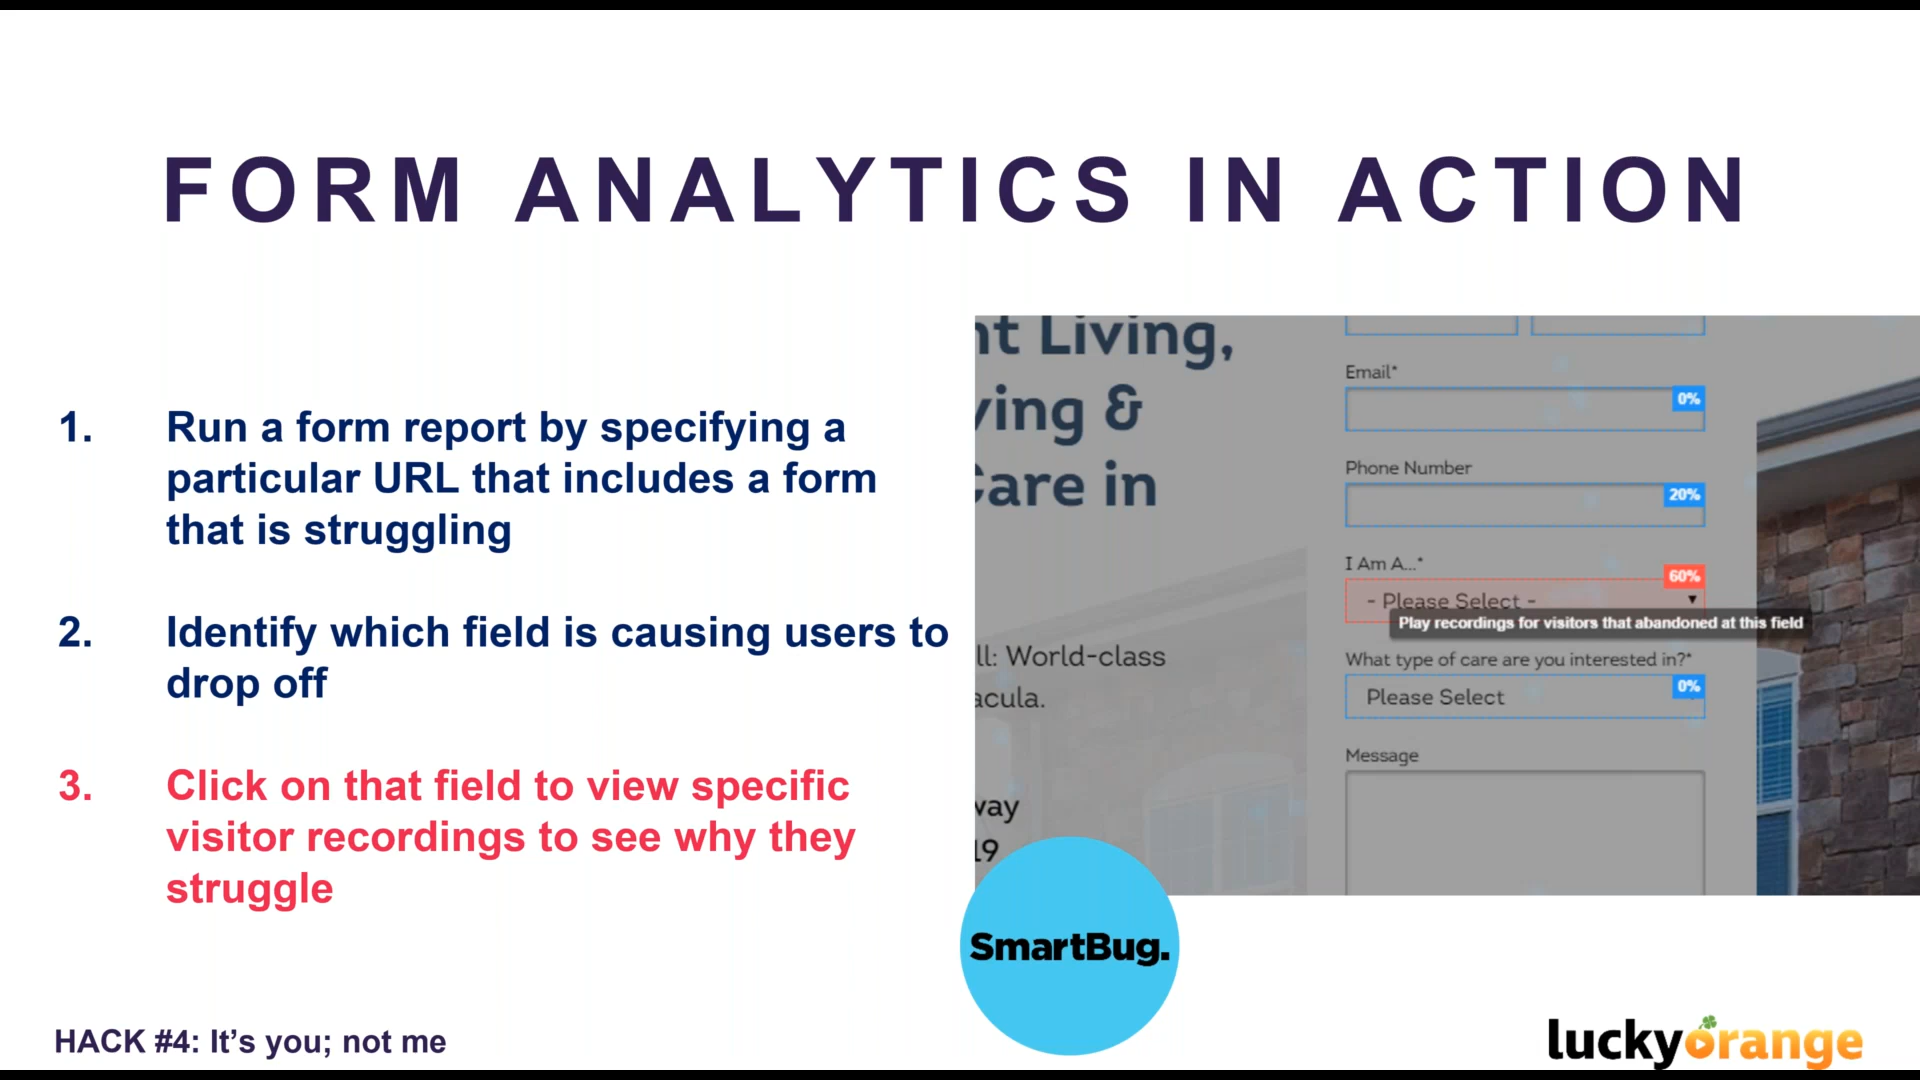 FORM ANALYTICS IN ACTION
1. Run a form report by specifying a
particular URL that includes a form
that is struggling
2. Identify which field is causing users to
drop off
3. Click on that field to view specific
visitor recordings to see why they
struggle
nt Living,
ving &
Care in
ll: World-class
acula.
way
19
Email*
0%
Phone Number
20%
I Am A...*
60%
- Please Select -
Play recordings for visitors that abandoned at this field
What type of care are you interested in?*
0%
Please Select
Message
SmartBug.
HACK #4: It’s you; not me
luckyorange